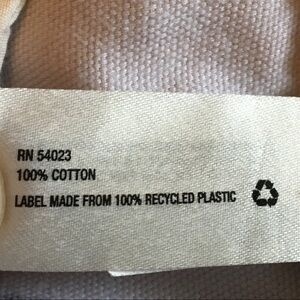 RN 54023
100% COTTON
LABEL MADE FROM 100% RECYCLED PLASTIC